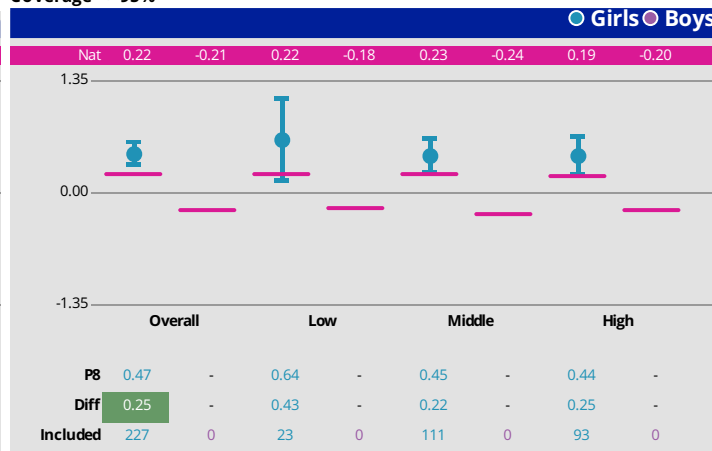 Coverage 95%
Girls Boys
Nat 0.22 -0.21 0.22 -0.18 0.23 -0.24 0.19 -0.20
1.35
0.00
-1.35
Overall Low Middle High
P8 0.47 - 0.64 - 0.45 - 0.44 -
Diff 0.25 - 0.43 - 0.22 - 0.25 -
Included 227 0 23 0 111 0 93 0